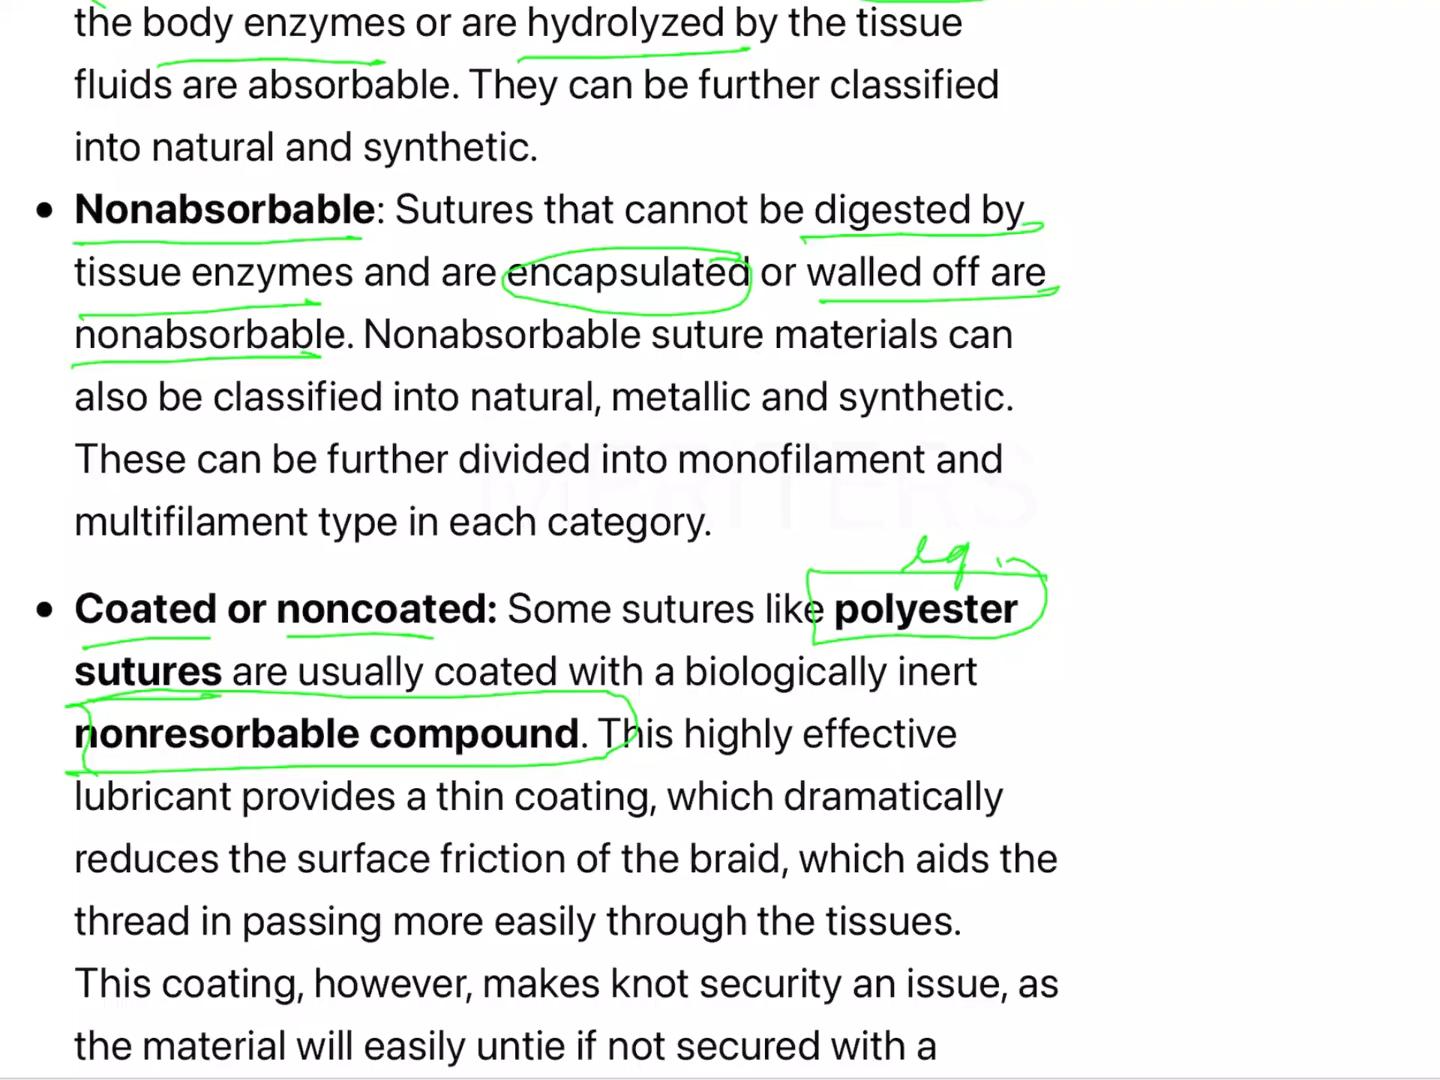 the body enzymes or are hydrolyzed by the tissue
fluids are absorbable. They can be further classified
into natural and synthetic.
• Nonabsorbable: Sutures that cannot be digested by
tissue enzymes and are encapsulated or walled off are
nonabsorbable. Nonabsorbable suture materials can
also be classified into natural, metallic and synthetic.
These can be further divided into monofilament and
multifilament type in each category.
• Coated or noncoated: Some sutures like polyester
sutures are usually coated with a biologically inert
nonresorbable compound. This highly effective
lubricant provides a thin coating, which dramatically
reduces the surface friction of the braid, which aids the
thread in passing more easily through the tissues.
This coating, however, makes knot security an issue, as
the material will easily untie if not secured with a